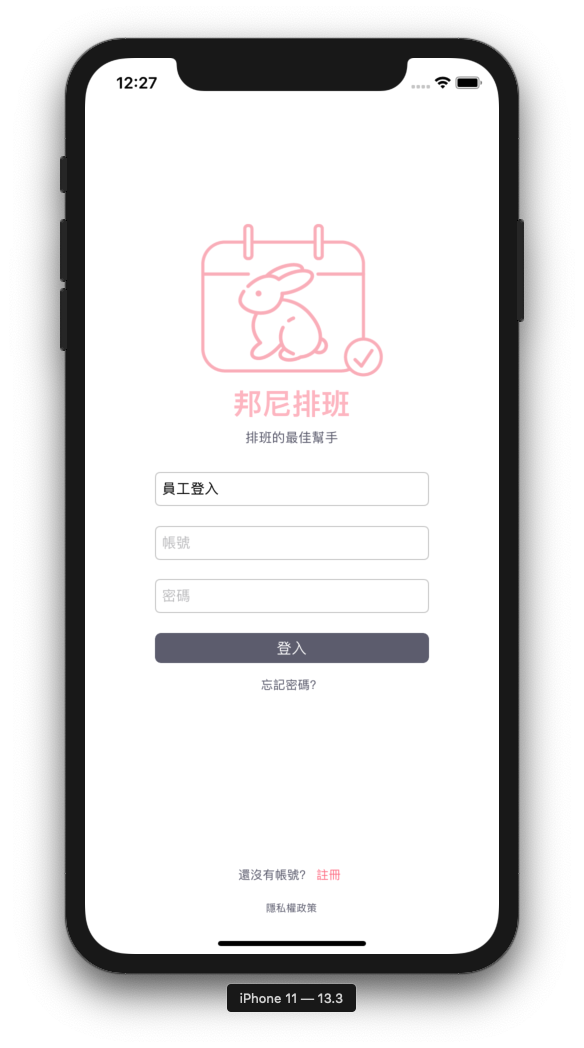 12:27
邦尼排班
排班的最佳幫手
員工登入
帳號
密碼
登入
忘記密碼?
還沒有帳號? 註冊
隱私權政策
iPhone 11 — 13.3